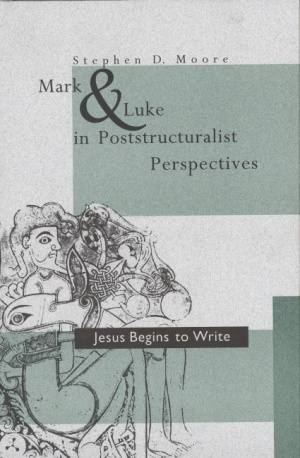 Stephen D. Moore
Mark
&
Luke
in Poststructuralist
Perspectives
Jesus Begins to Write